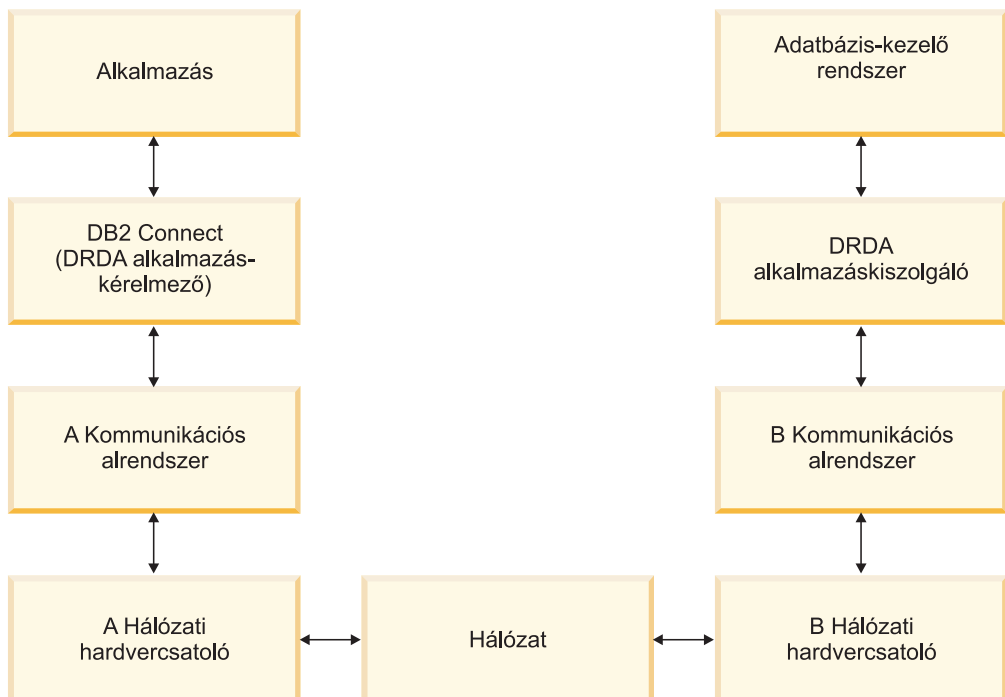 Alkalmazás
Adatbázis-kezelő
rendszer
DB2 Connect
(DRDA alkalmazás-
kérelmező)
DRDA
alkalmazáskiszolgáló
A Kommunikációs
alrendszer
B Kommunikációs
alrendszer
A Hálózati
hardvercsatoló
Hálózat
B Hálózati
hardvercsatoló